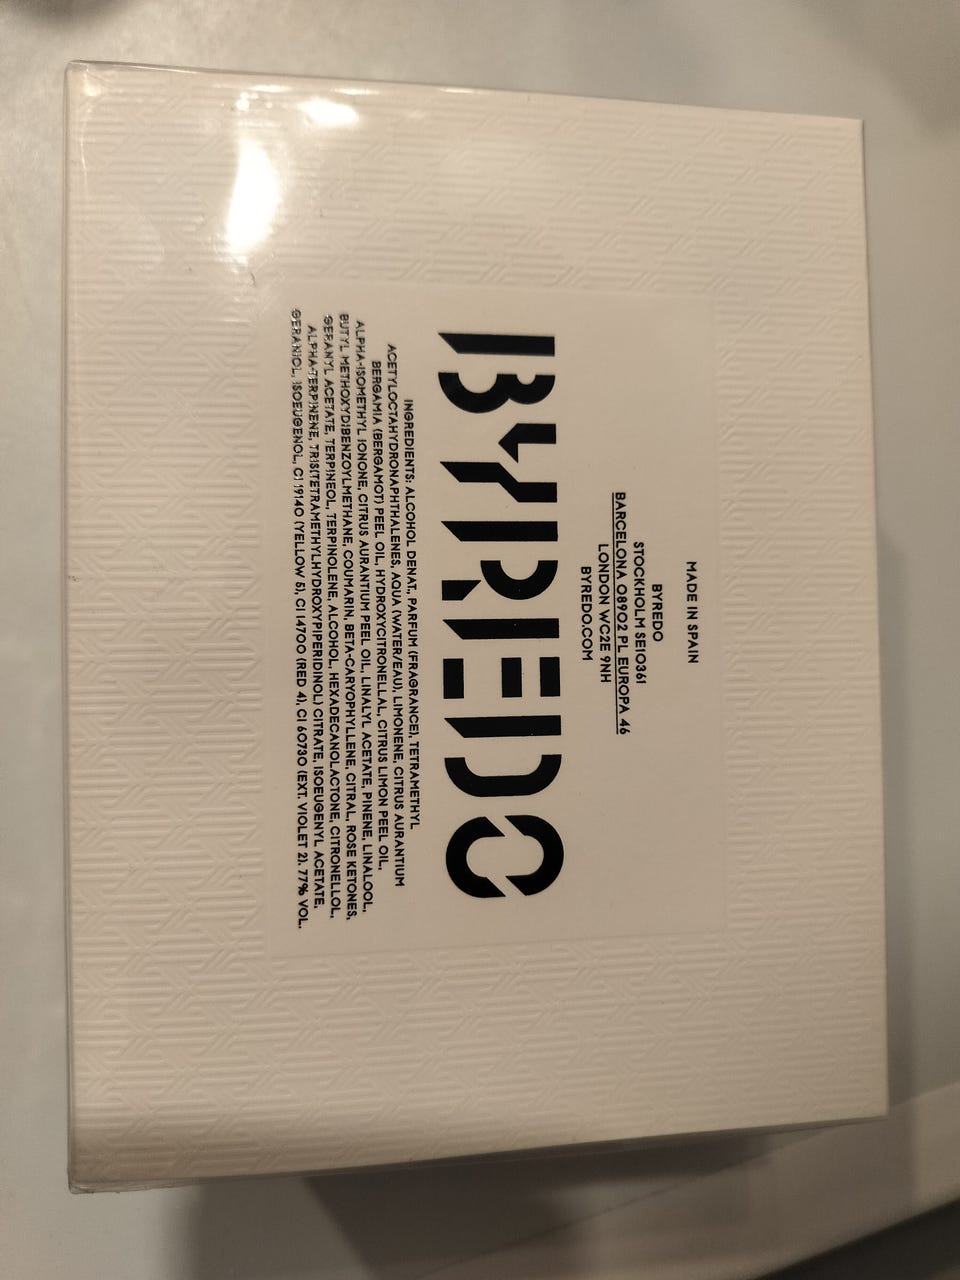 MADE IN SPAIN
BYREDO
STOCKHOLM SE10361
BARCELONA 08902 PL EUROPA 46
LONDON WC2E 9NH
BYREDO.COM
BYREDO
INGREDIENTS: ALCOHOL DENAT., PARFUM (FRAGRANCE), TETRAMETHYL
ACETYLOCTAHYDRONAPHTHALENES, AQUA (WATER/EAU), LIMONENE, CITRUS AURANTIUM
BERGAMIA (BERGAMOT) PEEL OIL, HYDROXYCITRONELLAL, CITRUS LIMON PEEL OIL,
ALPHA-ISOMETHYL IONONE, CITRUS AURANTIUM PEEL OIL, LINALYL ACETATE, PINENE, LINALOOL,
BUTYL METHOXYDIBENZOYLMETHANE, COUMARIN, BETA-CARYOPHYLLENE, CITRAL, ROSE KETONES,
GERANYL ACETATE, TERPINEOL, TERPINOLENE, ALCOHOL, HEXADECANOLACTONE, CITRONELLOL,
ALPHA-TERPINENE, TRIS(TETRAMETHYLHYDROXYPIPERIDINOL) CITRATE, ISOEUGENYL ACETATE,
GERANIOL, ISOEUGENOL, CI 19140 (YELLOW 5), CI 14700 (RED 4), CI 60730 (EXT. VIOLET 2). 77% VOL.